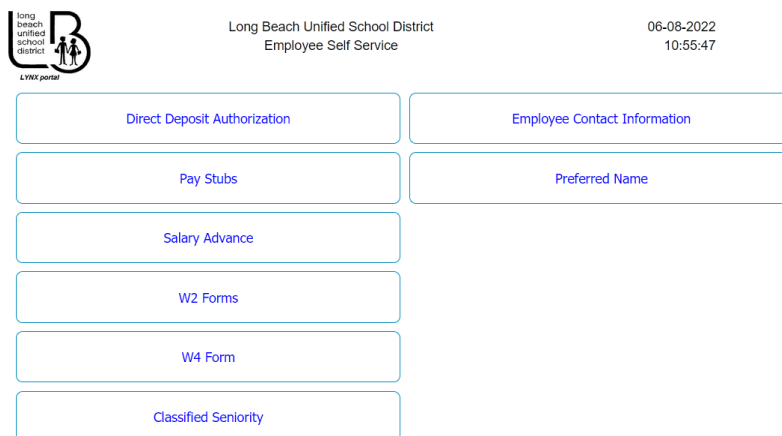 long
beach
unified
school
district
LYNX portal
Long Beach Unified School District
Employee Self Service
06-08-2022
10:55:47
Direct Deposit Authorization
Employee Contact Information
Pay Stubs
Preferred Name
Salary Advance
W2 Forms
W4 Form
Classified Seniority